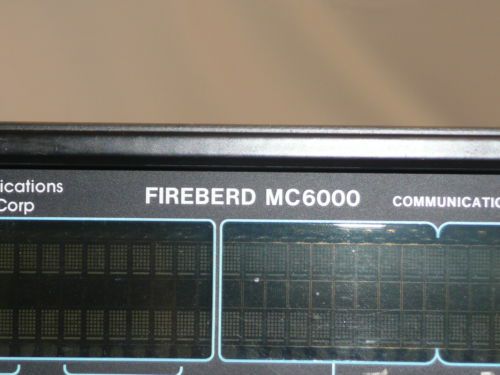 ications
Corp
FIREBERD MC6000
COMMUNICATIO